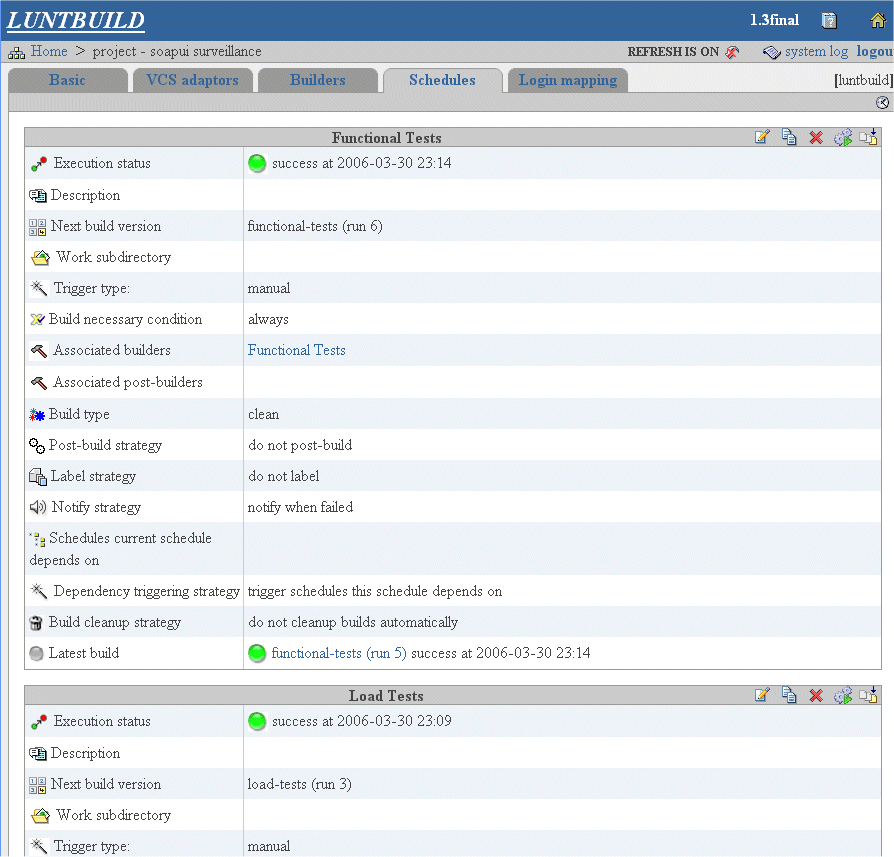 LUNTBUILD 1.3final
Home > project - soapui surveillance REFRESH IS ON system log logou
Basic VCS adaptors Builders Schedules Login mapping [luntbuild]
Functional Tests
Execution status success at 2006-03-30 23:14
Description
Next build version functional-tests (run 6)
Work subdirectory
Trigger type: manual
Build necessary condition always
Associated builders Functional Tests
Associated post-builders
Build type clean
Post-build strategy do not post-build
Label strategy do not label
Notify strategy notify when failed
Schedules current schedule
depends on
Dependency triggering strategy trigger schedules this schedule depends on
Build cleanup strategy do not cleanup builds automatically
Latest build functional-tests (run 5) success at 2006-03-30 23:14
Load Tests
Execution status success at 2006-03-30 23:09
Description
Next build version load-tests (run 3)
Work subdirectory
Trigger type: manual